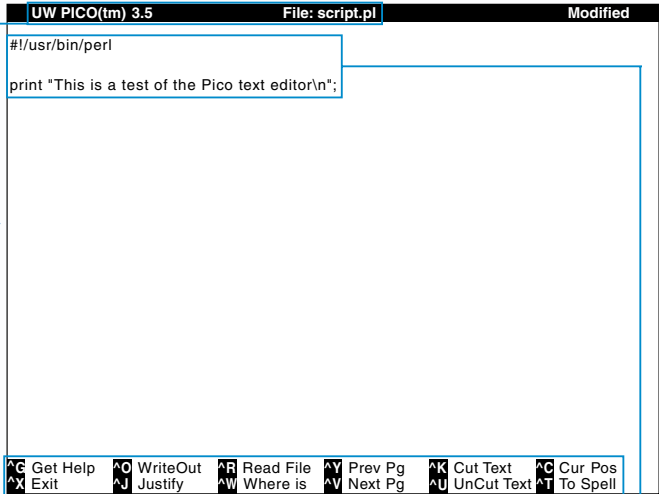 UW PICO(tm) 3.5 File: script.pl Modified
#!/usr/bin/perl
print "This is a test of the Pico text editor\n";
^G Get Help ^O WriteOut ^R Read File ^Y Prev Pg ^K Cut Text ^C Cur Pos
^X Exit ^J Justify ^W Where is ^V Next Pg ^U UnCut Text ^T To Spell